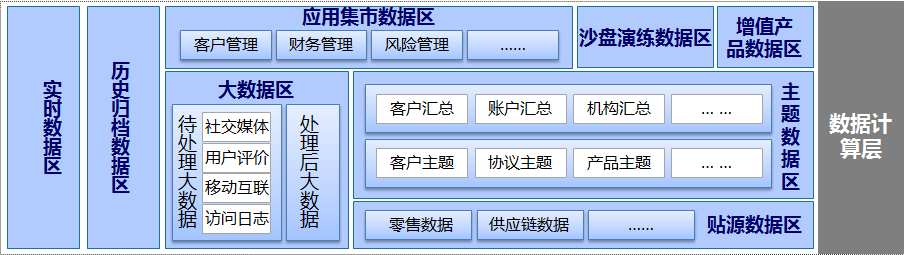 实时数据区
历史归档数据区
应用集市数据区
客户管理
财务管理
风险管理
......
沙盘演练数据区
增值产
品数据区
大数据区
待处理大数据
社交媒体
用户评价
移动互联
访问日志
处理后大数据
客户汇总
账户汇总
机构汇总
... ...
客户主题
协议主题
产品主题
... ...
主题数据区
零售数据
供应链数据
......
贴源数据区
数据计
算层